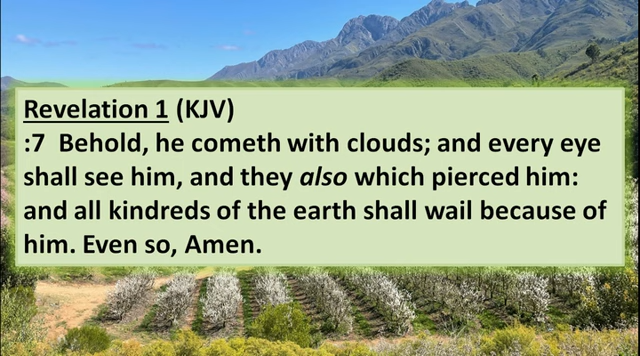 Revelation 1 (KJV)
:7 Behold, he cometh with clouds; and every eye
shall see him, and they also which pierced him:
and all kindreds of the earth shall wail because of
him. Even so, Amen.